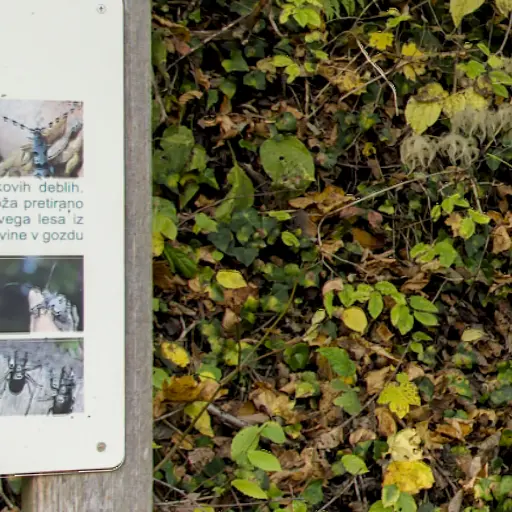 kovih deblih.
ža pretirano
vega lesa iz
vine v gozdu